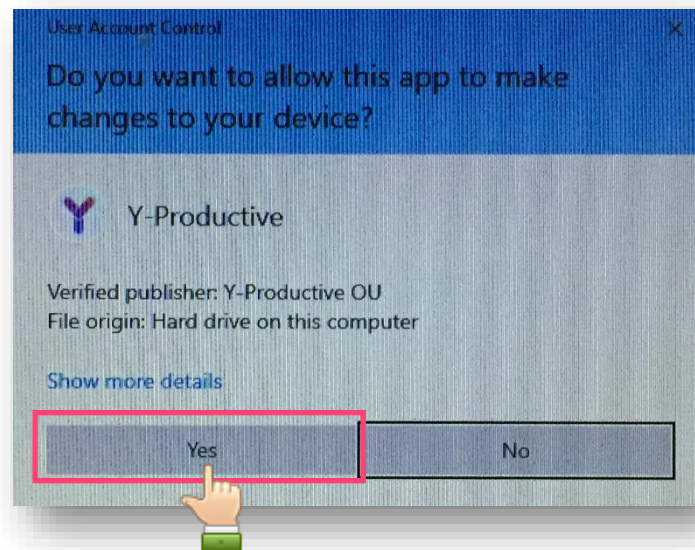 User Account Control
Do you want to allow this app to make
changes to your device?
Y-Productive
Verified publisher: Y-Productive OU
File origin: Hard drive on this computer
Show more details
Yes
No